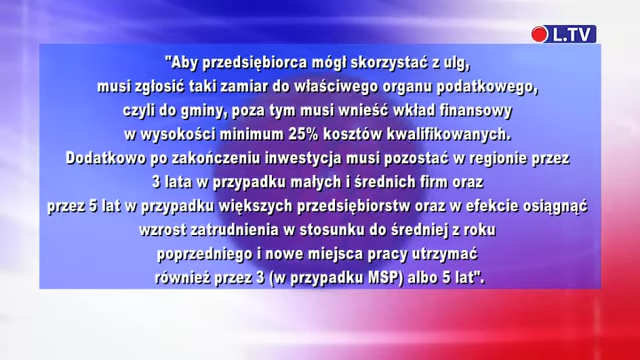 L.TV
"Aby przedsiębiorca mógł skorzystać z ulg,
musi zgłosić taki zamiar do właściwego organu podatkowego,
czyli do gminy, poza tym musi wnieść wkład finansowy
w wysokości minimum 25% kosztów kwalifikowanych.
Dodatkowo po zakończeniu inwestycja musi pozostać w regionie przez
3 lata w przypadku małych i średnich firm oraz
przez 5 lat w przypadku większych przedsiębiorstw oraz w efekcie osiągnąć
wzrost zatrudnienia w stosunku do średniej z roku
poprzedniego i nowe miejsca pracy utrzymać
również przez 3 (w przypadku MSP) albo 5 lat".